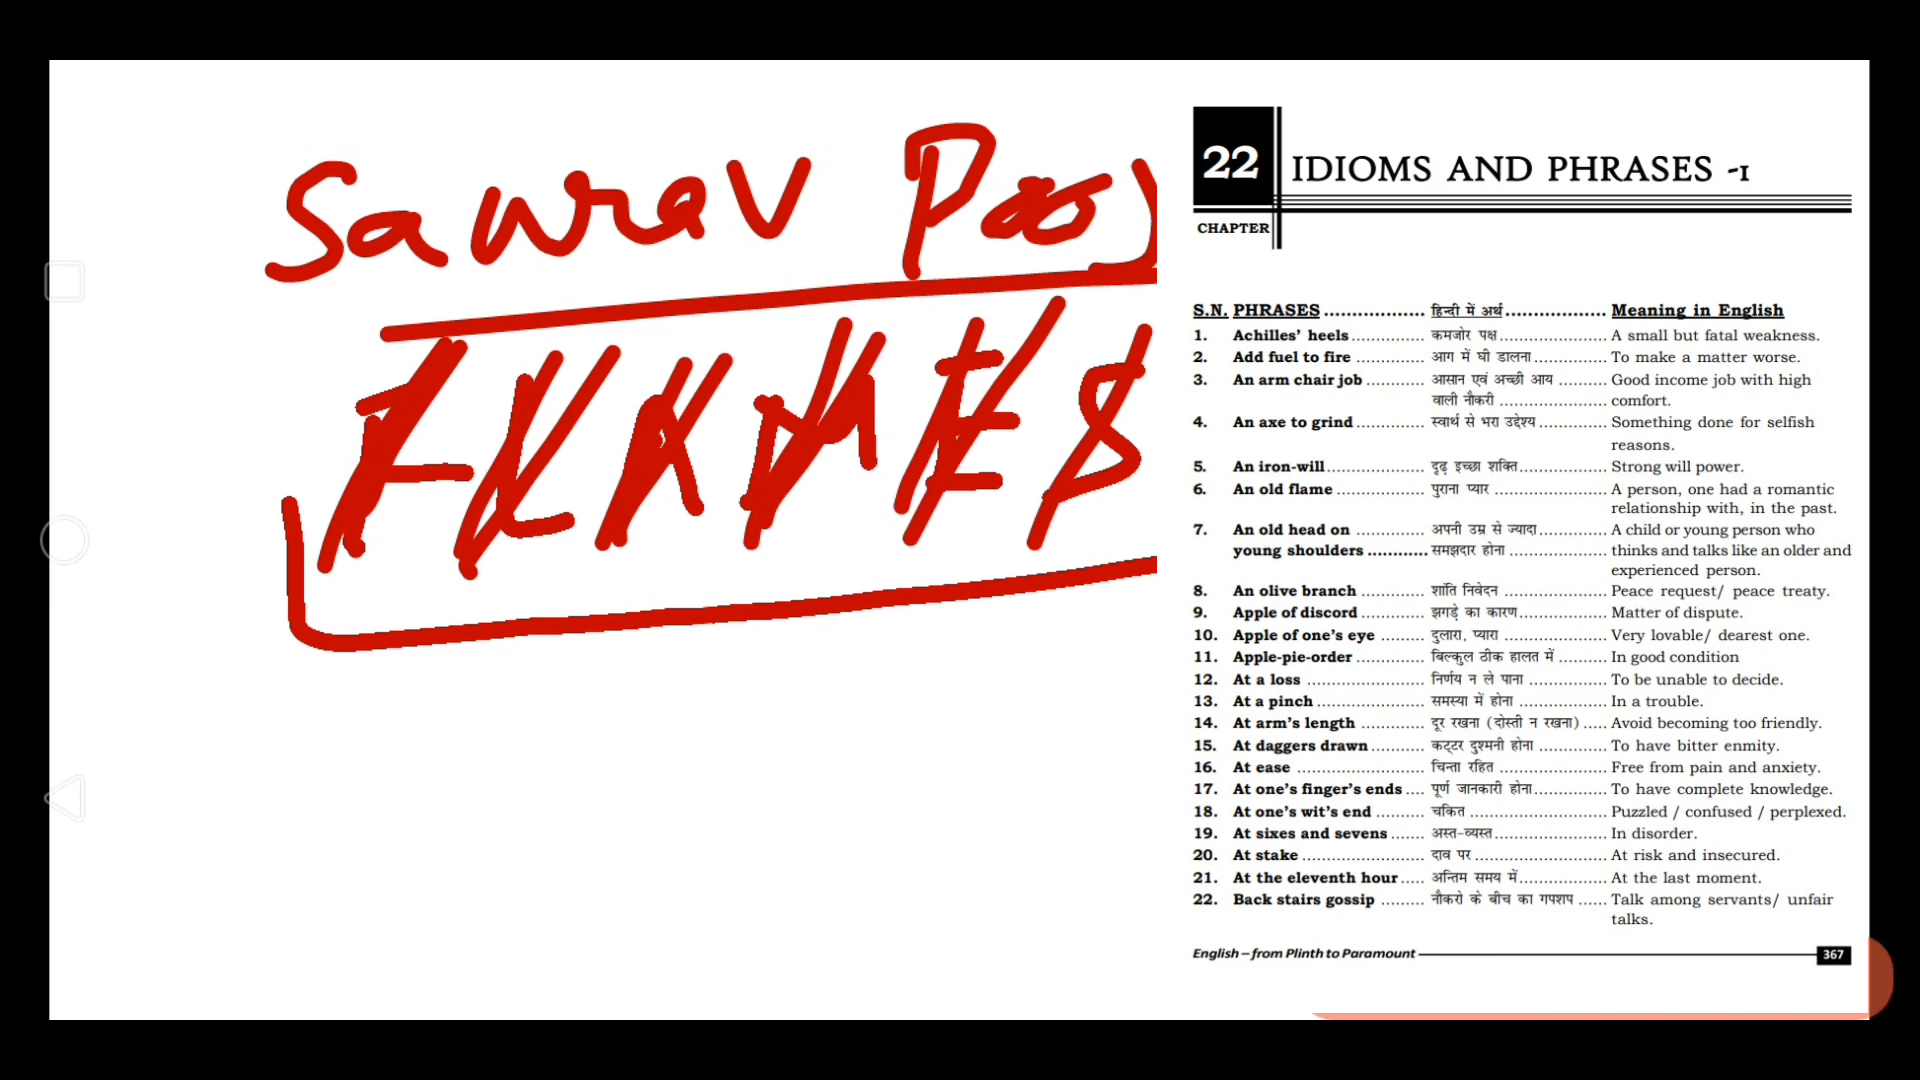 Saurav
FLAMES
22
CHAPTER
IDIOMS AND PHRASES -I
S.N. PHRASES .................. हिन्दी में अर्थ ................. Meaning in English
1. Achilles' heels ............... कमजोर पक्ष ...................... A small but fatal weakness.
2. Add fuel to fire .............. आग में घी डालना ............... To make a matter worse.
3. An arm chair job ............ आसान एवं अच्छी आय .......... Good income job with high
वाली नौकरी ...................... comfort.
4. An axe to grind .............. स्वार्थ से भरा उद्देश्य .............. Something done for selfish
reasons.
5. An iron-will .................... दृढ़ इच्छा शक्ति .................. Strong will power.
6. An old flame .................. पुराना प्यार ....................... A person, one had a romantic
relationship with, in the past.
7. An old head on .............. अपनी उम्र से ज्यादा .............. A child or young person who
young shoulders ............ समझदार होना ..................... thinks and talks like an older and
experienced person.
8. An olive branch .............. शांति निवेदन ...................... Peace request/ peace treaty.
9. Apple of discord ............. झगड़े का कारण .................. Matter of dispute.
10. Apple of one's eye ......... दुलारा, प्यारा ...................... Very lovable/ dearest one.
11. Apple-pie-order .............. बिल्कुल ठीक हालत में .......... In good condition
12. At a loss ........................ निर्णय न ले पाना ................ To be unable to decide.
13. At a pinch ...................... समस्या में होना .................. In a trouble.
14. At arm's length ............. दूर रखना (दोस्ती न रखना) ..... Avoid becoming too friendly.
15. At daggers drawn ........... कट्टर दुश्मनी होना .............. To have bitter enmity.
16. At ease .......................... चिन्ता रहित ...................... Free from pain and anxiety.
17. At one's finger's ends .... पूर्ण जानकारी होना ............... To have complete knowledge.
18. At one's wit's end .......... चकित ............................. Puzzled / confused / perplexed.
19. At sixes and sevens ....... अस्त-व्यस्त ....................... In disorder.
20. At stake ......................... दाव पर ........................... At risk and insecured.
21. At the eleventh hour ..... अन्तिम समय में .................. At the last moment.
22. Back stairs gossip ......... नौकरो के बीच का गपशप ...... Talk among servants/ unfair
talks.
English – from Plinth to Paramount
367